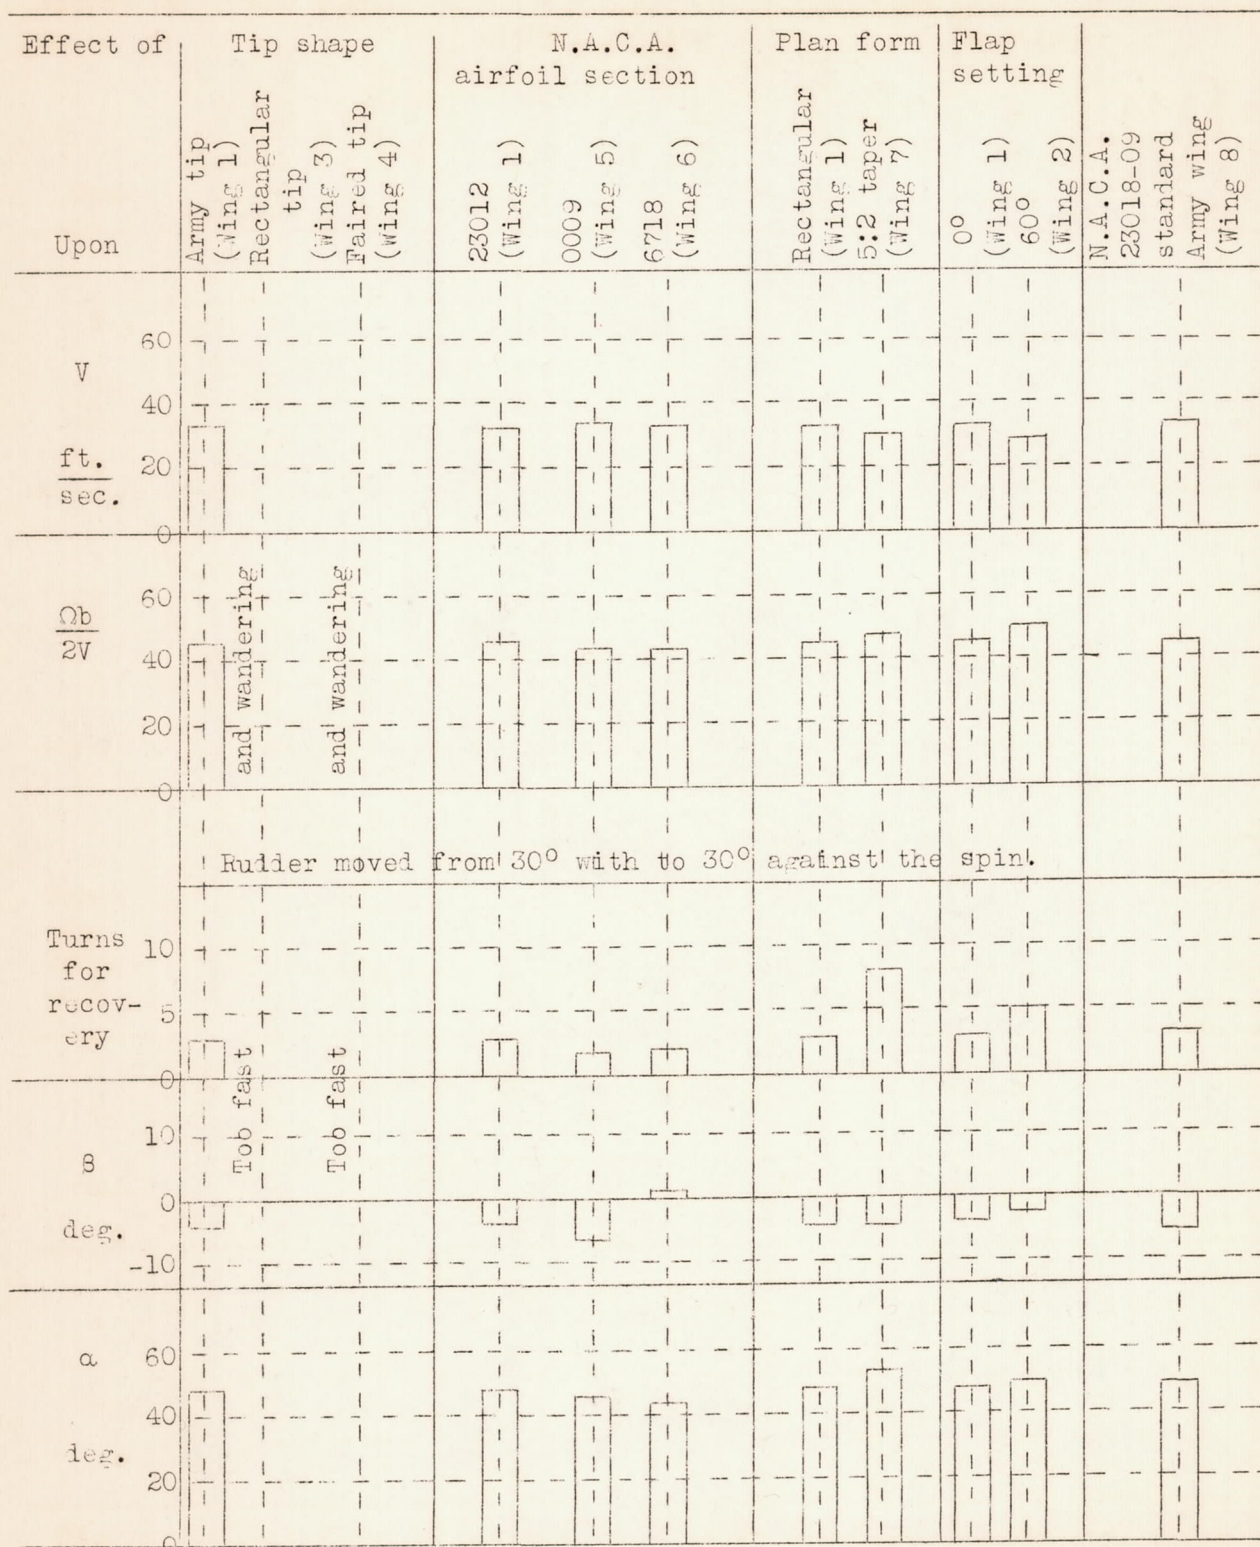 Effect of
Tip shape
N.A.C.A.
airfoil section
Plan form
Flap
setting
Upon
Army tip
(Wing 1)
Rectangular
tip
(Wing 3)
Faired tip
(Wing 4)
23012
(Wing 1)
0009
(Wing 5)
6718
(Wing 6)
Rectangular
(Wing 1)
5:2 taper
(Wing 7)
0°
(Wing 1)
60°
(Wing 2)
N.A.C.A.
23018-09
standard
Army wing
(Wing 8)
V
ft.
sec.
60
40
20
0
Ωb
2V
60
40
20
0
and wandering
and wandering
Rudder moved from 30° with to 30° against the spin.
Turns
for
recov-
ery
10
5
0
Too fast
Too fast
β
deg.
10
0
-10
α
deg.
60
40
20
0